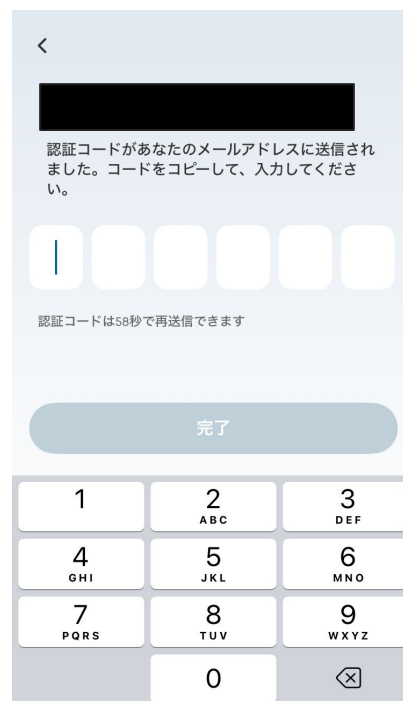 認証コードがあなたのメールアドレスに送信され
ました。コードをコピーして、入力してくださ
い。
認証コードは58秒で再送信できます
完了
1
2
ABC
3
DEF
4
GHI
5
JKL
6
MNO
7
PQRS
8
TUV
9
WXYZ
0